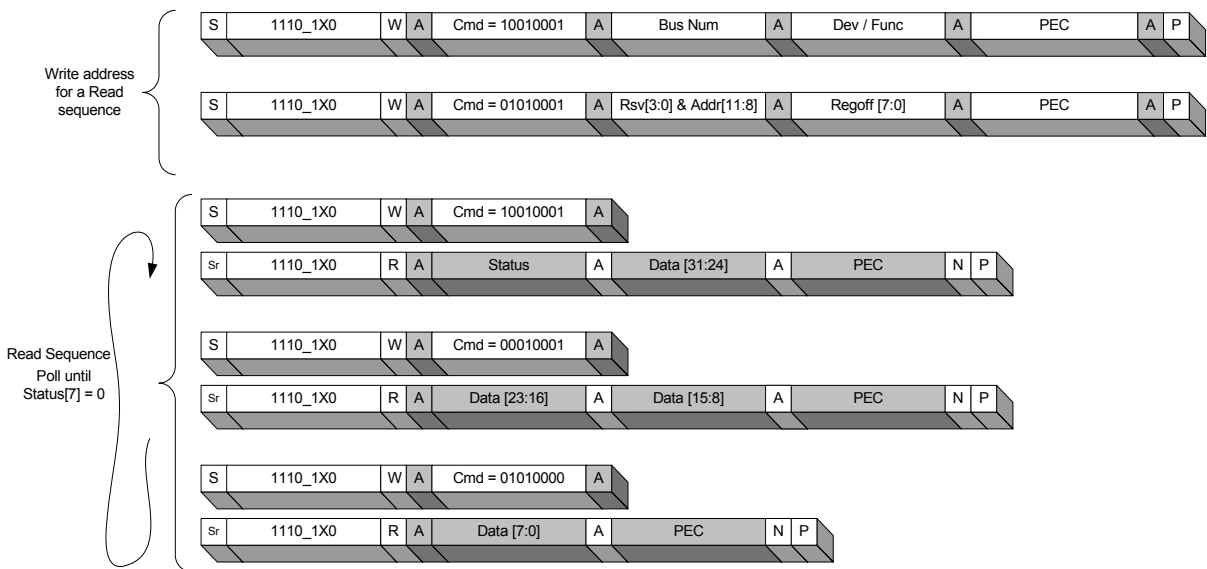 S 1110_1X0 W A Cmd = 10010001 A Bus Num A Dev / Func A PEC A P
Write address
for a Read
sequence
S 1110_1X0 W A Cmd = 01010001 A Rsv[3:0] & Addr[11:8] A Regoff [7:0] A PEC A P
S 1110_1X0 W A Cmd = 10010001 A
Sr 1110_1X0 R A Status A Data [31:24] A PEC N P
Read Sequence
Poll until
Status[7] = 0
S 1110_1X0 W A Cmd = 00010001 A
Sr 1110_1X0 R A Data [23:16] A Data [15:8] A PEC N P
S 1110_1X0 W A Cmd = 01010000 A
Sr 1110_1X0 R A Data [7:0] A PEC N P